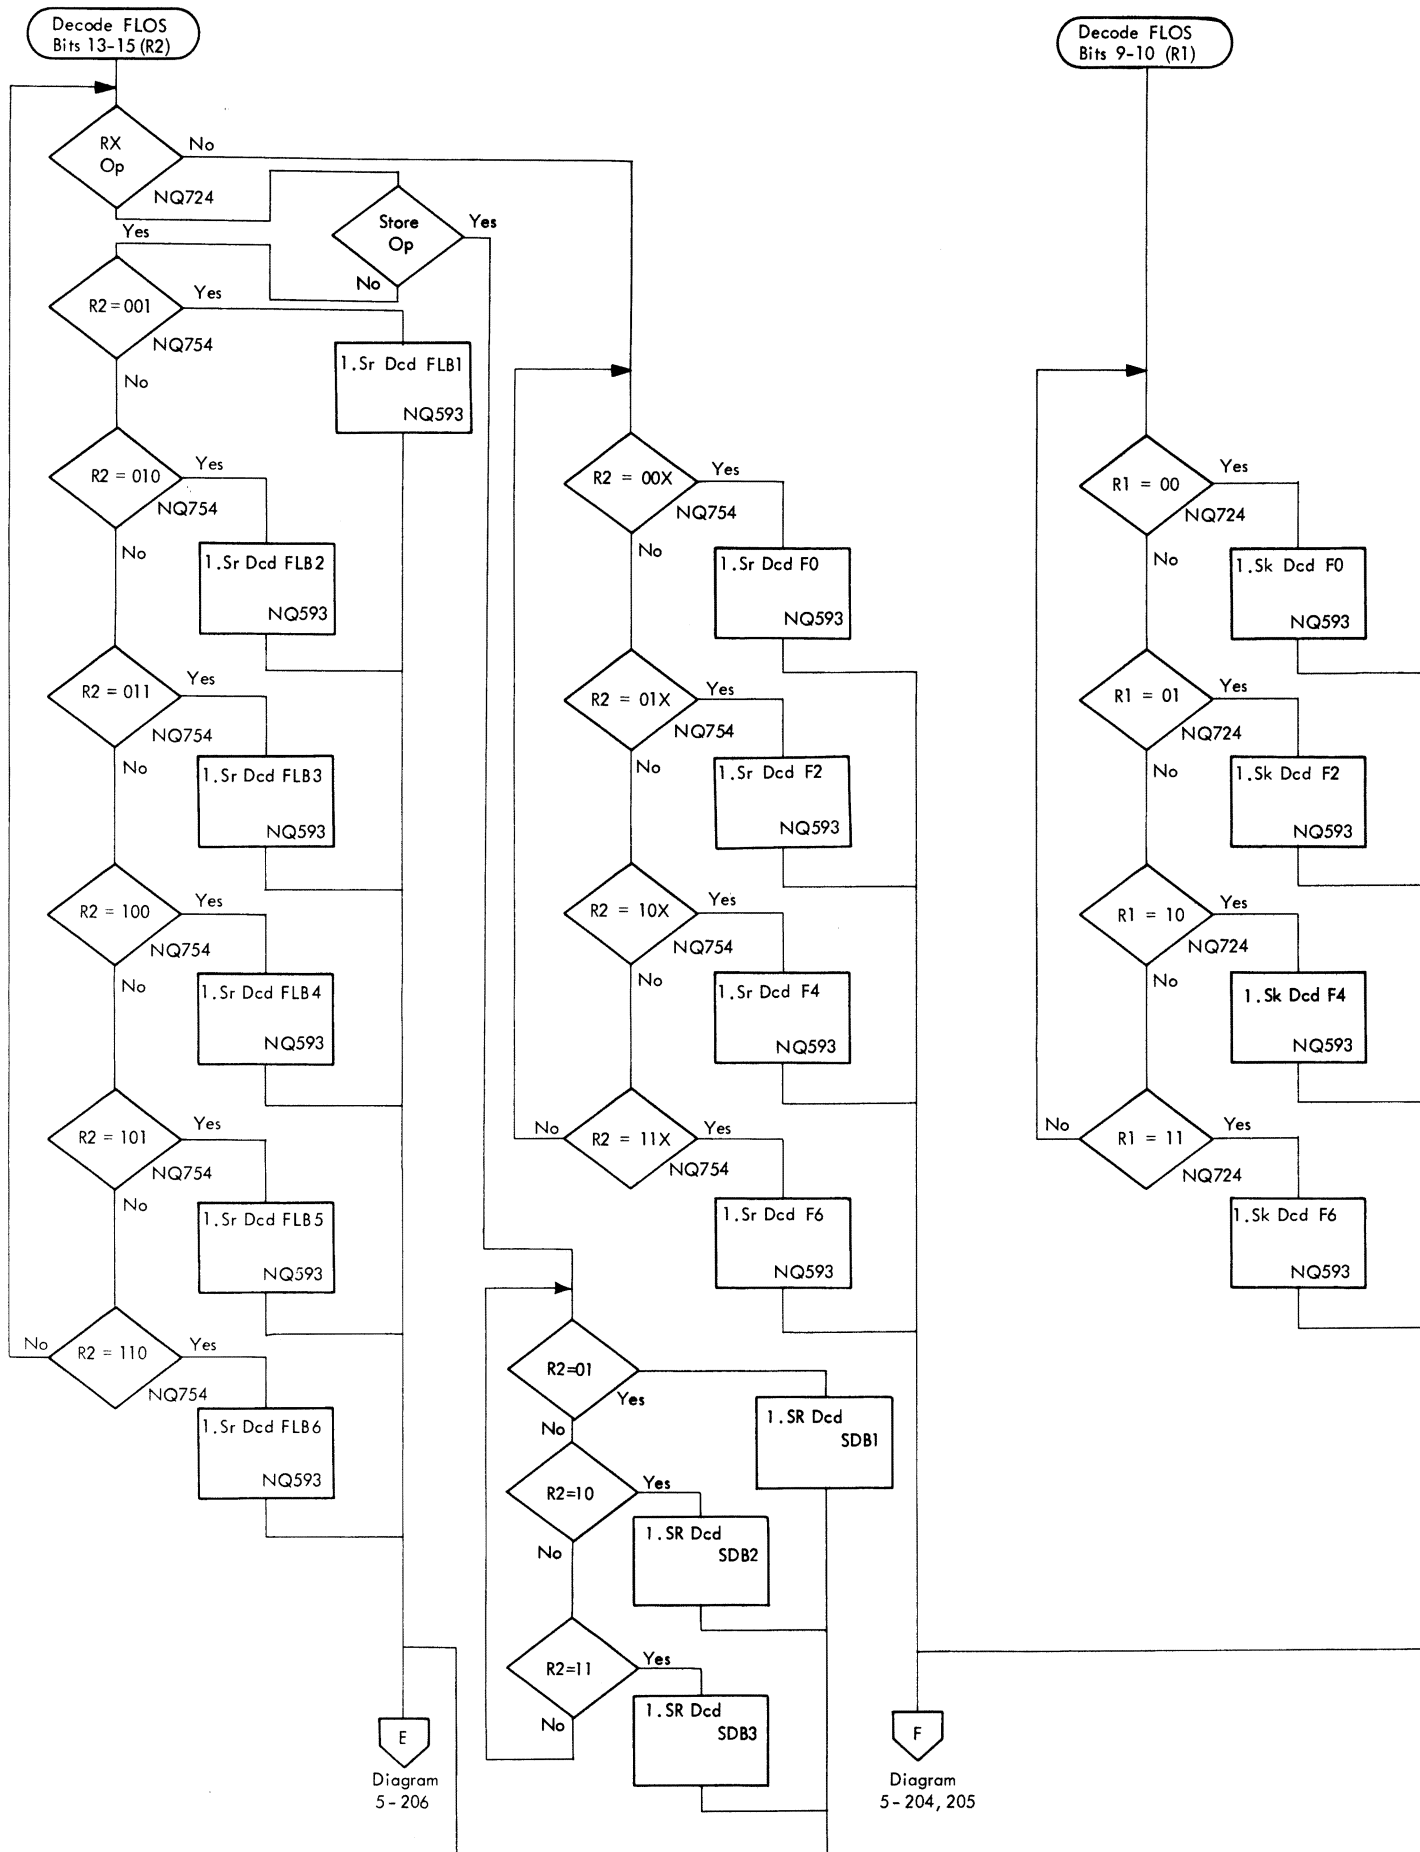 Decode FLOS
Bits 13-15 (R2)
RX
Op
No
NQ724
Yes
Store
Op
Yes
No
R2 = 001
Yes
NQ754
No
1.Sr Dcd FLB1
NQ593
R2 = 010
Yes
NQ754
No
1.Sr Dcd FLB2
NQ593
R2 = 011
Yes
NQ754
No
1.Sr Dcd FLB3
NQ593
R2 = 100
Yes
NQ754
No
1.Sr Dcd FLB4
NQ593
R2 = 101
Yes
NQ754
No
1.Sr Dcd FLB5
NQ593
No
R2 = 110
Yes
NQ754
1.Sr Dcd FLB6
NQ593
E
Diagram
5-206
R2 = 00X
Yes
NQ754
No
1.Sr Dcd F0
NQ593
R2 = 01X
Yes
NQ754
No
1.Sr Dcd F2
NQ593
R2 = 10X
Yes
NQ754
No
1.Sr Dcd F4
NQ593
No
R2 = 11X
Yes
NQ754
1.Sr Dcd F6
NQ593
R2=01
Yes
No
1.SR Dcd
SDB1
R2=10
Yes
No
1.SR Dcd
SDB2
R2=11
Yes
No
1.SR Dcd
SDB3
F
Diagram
5-204, 205
Decode FLOS
Bits 9-10 (R1)
R1 = 00
Yes
NQ724
No
1.Sk Dcd F0
NQ593
R1 = 01
Yes
NQ724
No
1.Sk Dcd F2
NQ593
R1 = 10
Yes
NQ724
No
1.Sk Dcd F4
NQ593
No
R1 = 11
Yes
NQ724
1.Sk Dcd F6
NQ593